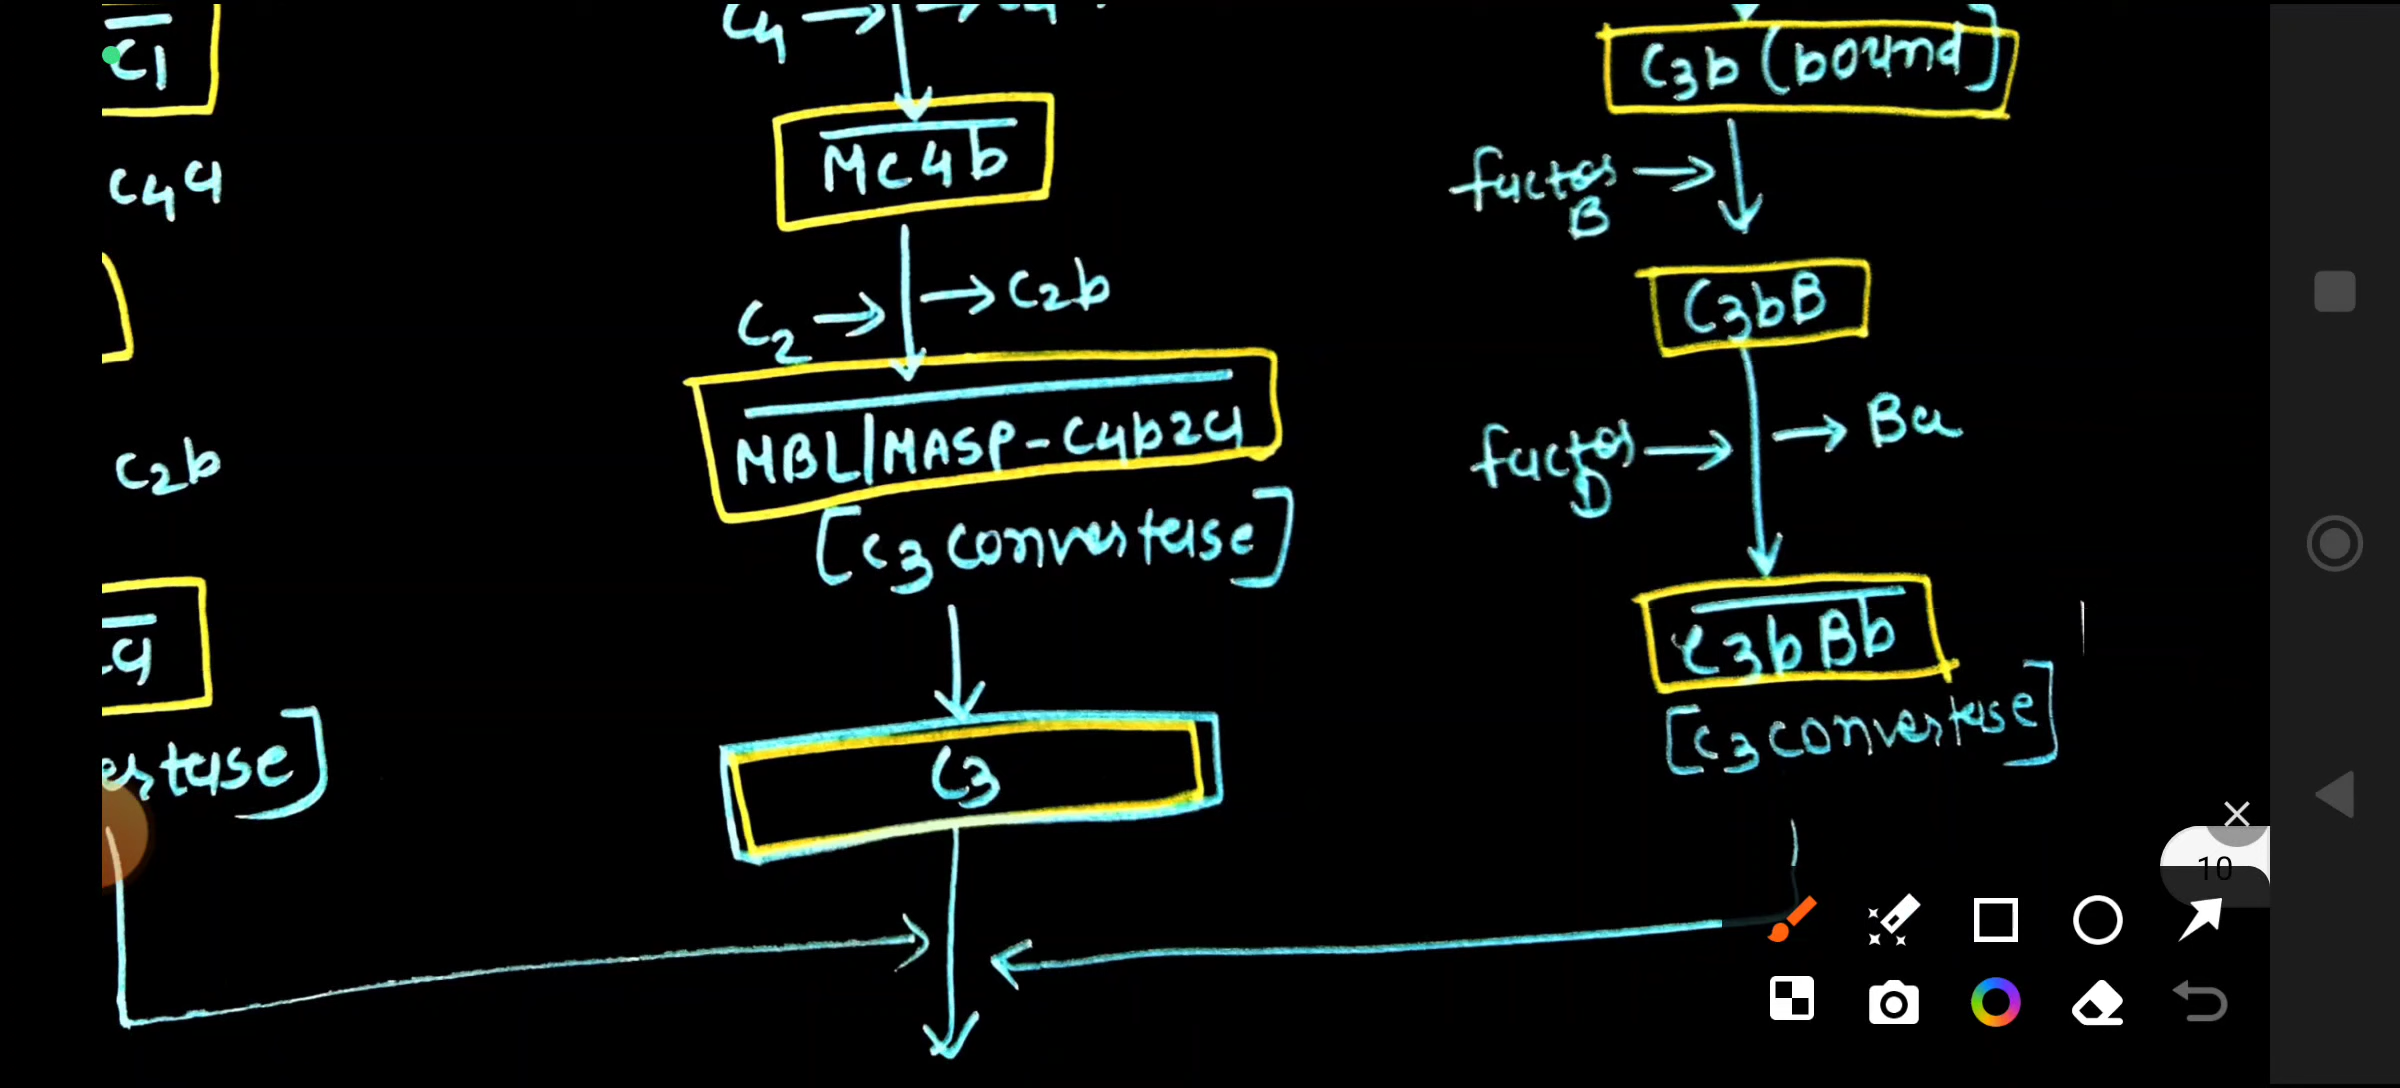 C1
C4a
C2b
C4 →
MC4b
C2 → → C2b
MBL/MASP-C4b2a
[C3 convertase]
C3
C3b (bound)
factor B →
C3bB
factor D → → Ba
C3bBb
[C3 convertase]
10